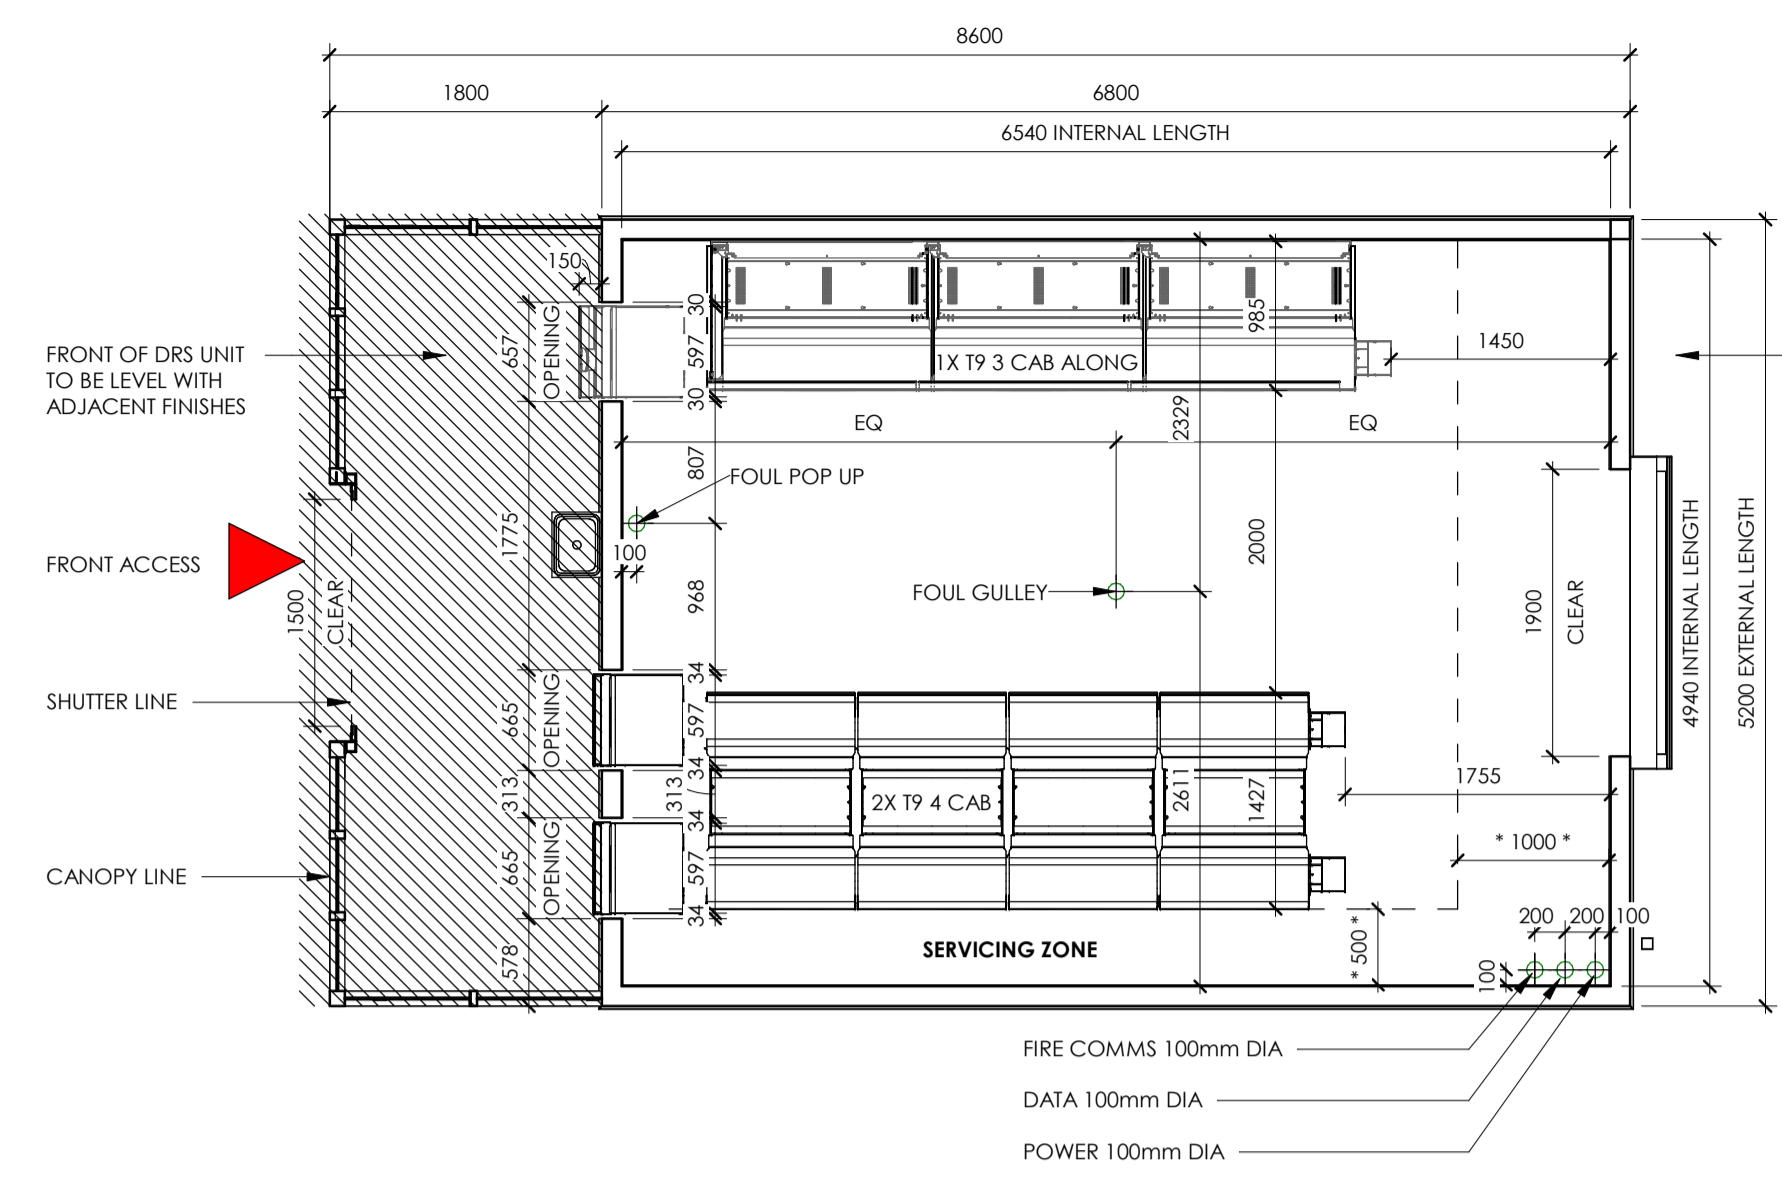 8600
1800
6800
6540 INTERNAL LENGTH
150
657
OPENING
30
597
30
985
1X T9 3 CAB ALONG
1450
FRONT OF DRS UNIT
TO BE LEVEL WITH
ADJACENT FINISHES
EQ
EQ
2329
807
FOUL POP UP
1775
100
968
2000
FOUL GULLEY
FRONT ACCESS
1500
CLEAR
1900
CLEAR
4940 INTERNAL LENGTH
5200 EXTERNAL LENGTH
SHUTTER LINE
665
OPENING
34
597
34
313
313
2X T9 4 CAB
2611
1427
1755
* 1000 *
CANOPY LINE
665
OPENING
34
597
34
578
SERVICING ZONE
* 500 *
200
200
100
100
FIRE COMMS 100mm DIA
DATA 100mm DIA
POWER 100mm DIA